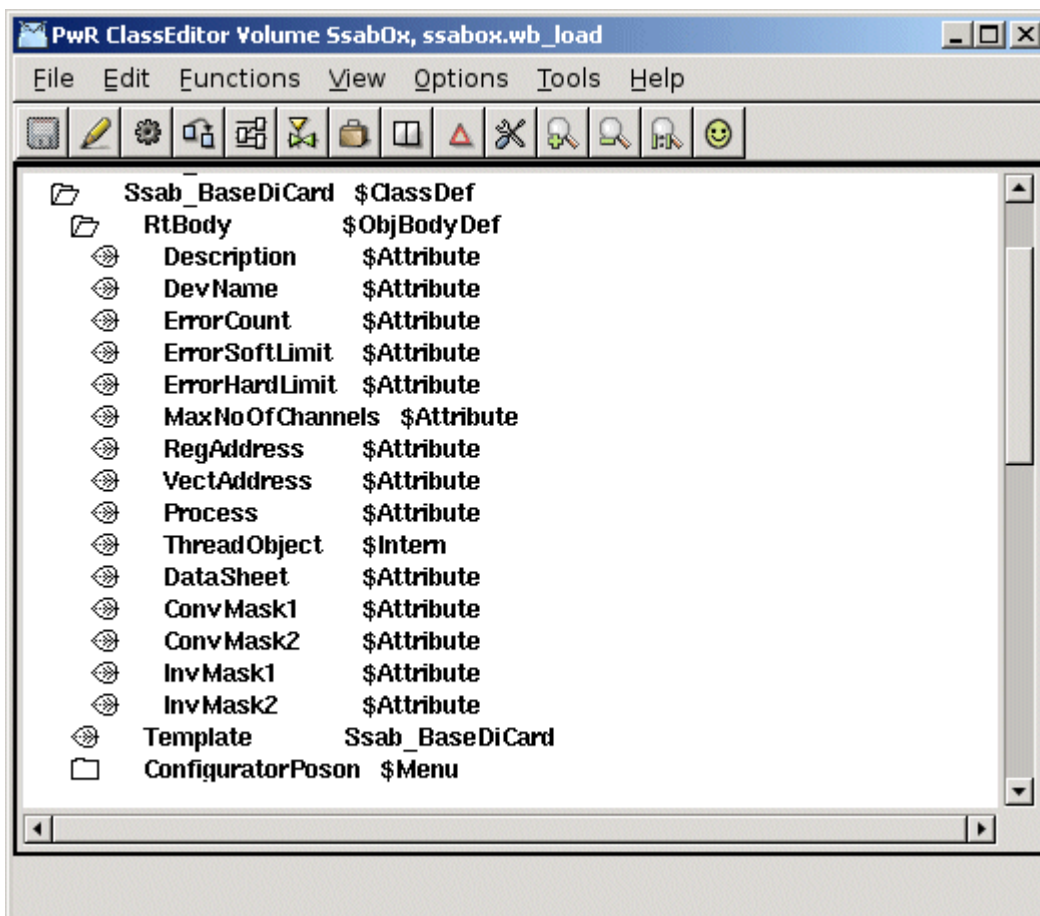 PwR ClassEditor Volume SsabOx, ssabox.wb_load
File Edit Functions View Options Tools Help
Ssab_BaseDiCard $ClassDef
RtBody $ObjBodyDef
Description $Attribute
DevName $Attribute
ErrorCount $Attribute
ErrorSoftLimit $Attribute
ErrorHardLimit $Attribute
MaxNoOfChannels $Attribute
RegAddress $Attribute
VectAddress $Attribute
Process $Attribute
ThreadObject $Intern
DataSheet $Attribute
ConvMask1 $Attribute
ConvMask2 $Attribute
InvMask1 $Attribute
InvMask2 $Attribute
Template Ssab_BaseDiCard
ConfiguratorPoson $Menu